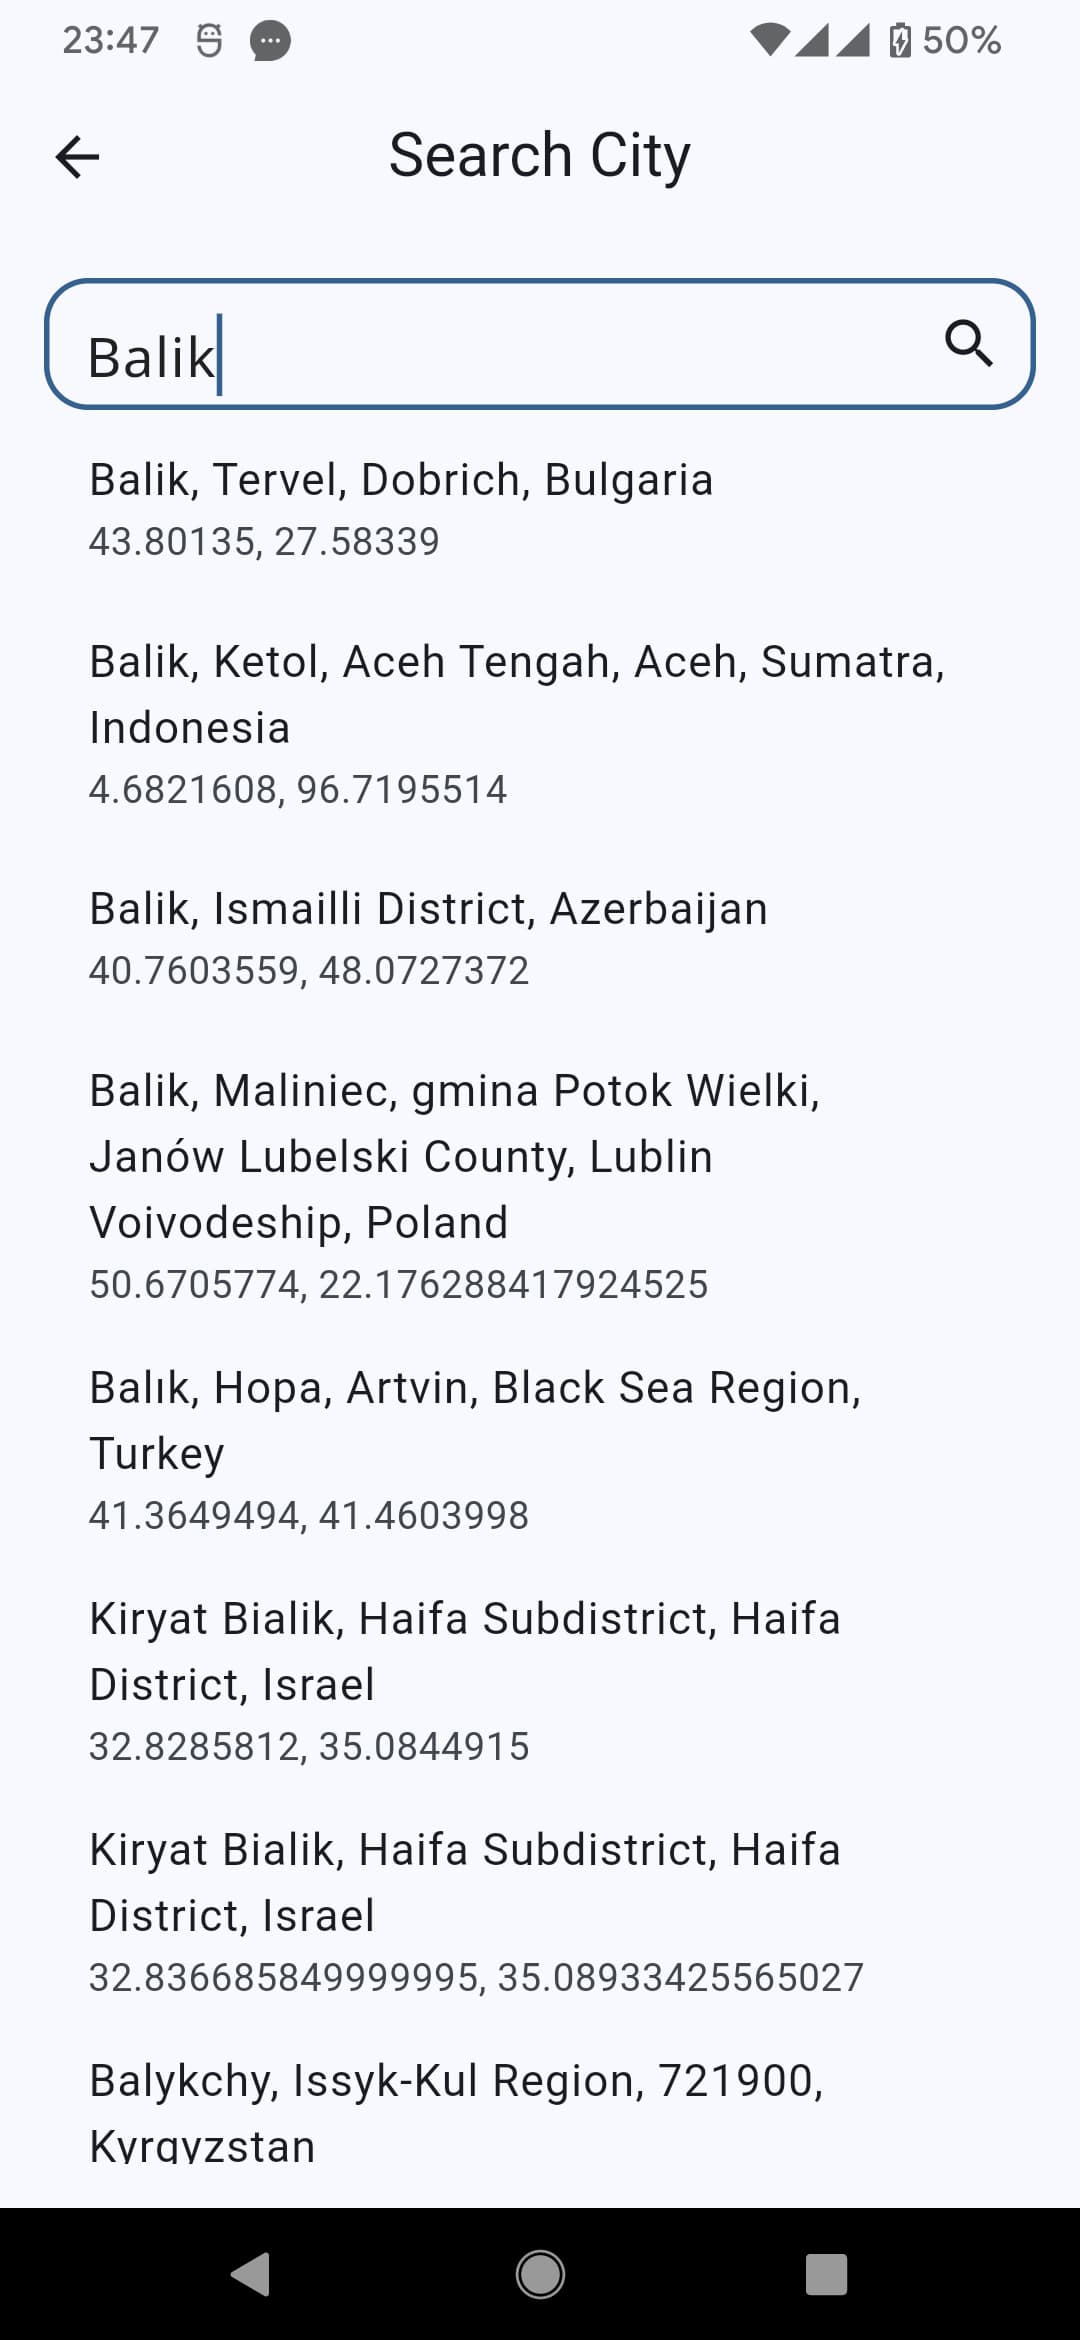 23:47
50%
Search City
Balik
Balik, Tervel, Dobrich, Bulgaria
43.80135, 27.58339
Balik, Ketol, Aceh Tengah, Aceh, Sumatra,
Indonesia
4.6821608, 96.7195514
Balik, Ismailli District, Azerbaijan
40.7603559, 48.0727372
Balik, Maliniec, gmina Potok Wielki,
Janów Lubelski County, Lublin
Voivodeship, Poland
50.6705774, 22.176288417924525
Balık, Hopa, Artvin, Black Sea Region,
Turkey
41.3649494, 41.4603998
Kiryat Bialik, Haifa Subdistrict, Haifa
District, Israel
32.8285812, 35.0844915
Kiryat Bialik, Haifa Subdistrict, Haifa
District, Israel
32.836685849999995, 35.08933425565027
Balykchy, Issyk-Kul Region, 721900,
Kyrgyzstan